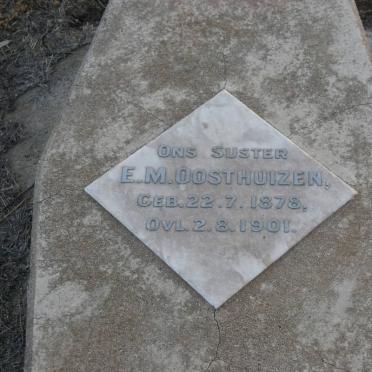 ONS SUSTER
E.M. OOSTHUIZEN,
GEB. 22.7.1878,
OVL. 2.8.1901.